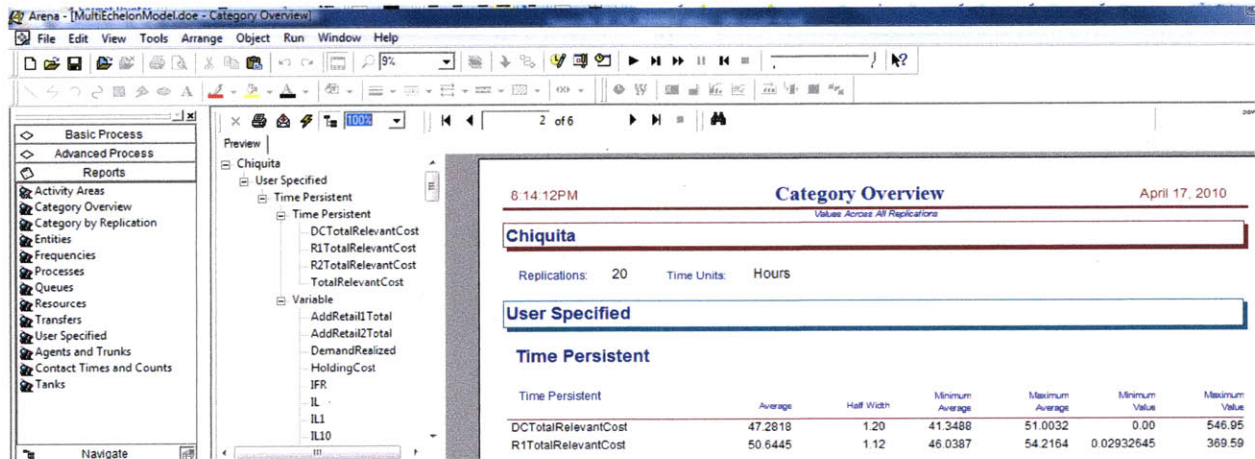 Arena - [MultiEchelonModel.doe - Category Overview]
File Edit View Tools Arrange Object Run Window Help
9%
Basic Process
Advanced Process
Reports
Activity Areas
Category Overview
Category by Replication
Entities
Frequencies
Processes
Queues
Resources
Transfers
User Specified
Agents and Trunks
Contact Times and Counts
Tanks
Navigate
100% 2 of 6
Preview
Chiquita
User Specified
Time Persistent
Time Persistent
DCTotalRelevantCost
R1TotalRelevantCost
R2TotalRelevantCost
TotalRelevantCost
Variable
AddRetail1Total
AddRetail2Total
DemandRealized
HoldingCost
IFR
IL
IL1
IL10
8:14:12PM Category Overview April 17, 2010
Values Across All Replications
Chiquita
Replications: 20 Time Units: Hours
User Specified
Time Persistent
Time Persistent Average Half Width Minimum Average Maximum Average Minimum Value Maximum Value
DCTotalRelevantCost 47.2818 1.20 41.3488 51.0032 0.00 546.95
R1TotalRelevantCost 50.6445 1.12 46.0387 54.2164 0.02932645 369.59